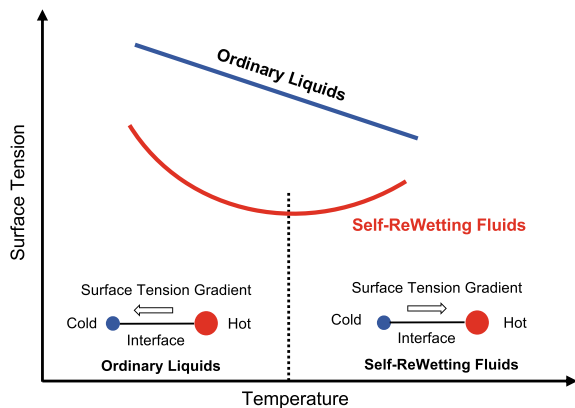 Ordinary Liquids
Self-ReWetting Fluids
Surface Tension
Surface Tension Gradient
Cold
Hot
Interface
Ordinary Liquids
Surface Tension Gradient
Cold
Hot
Interface
Self-ReWetting Fluids
Temperature